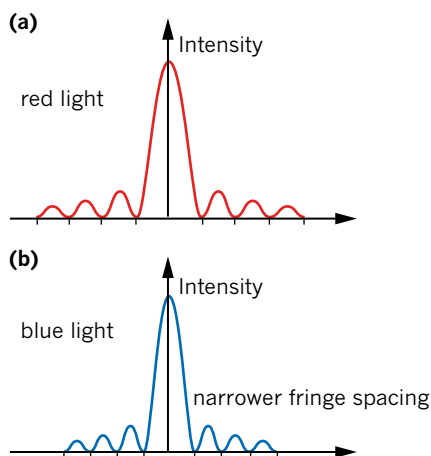 (a)
Intensity
red light
(b)
Intensity
blue light
narrower fringe spacing